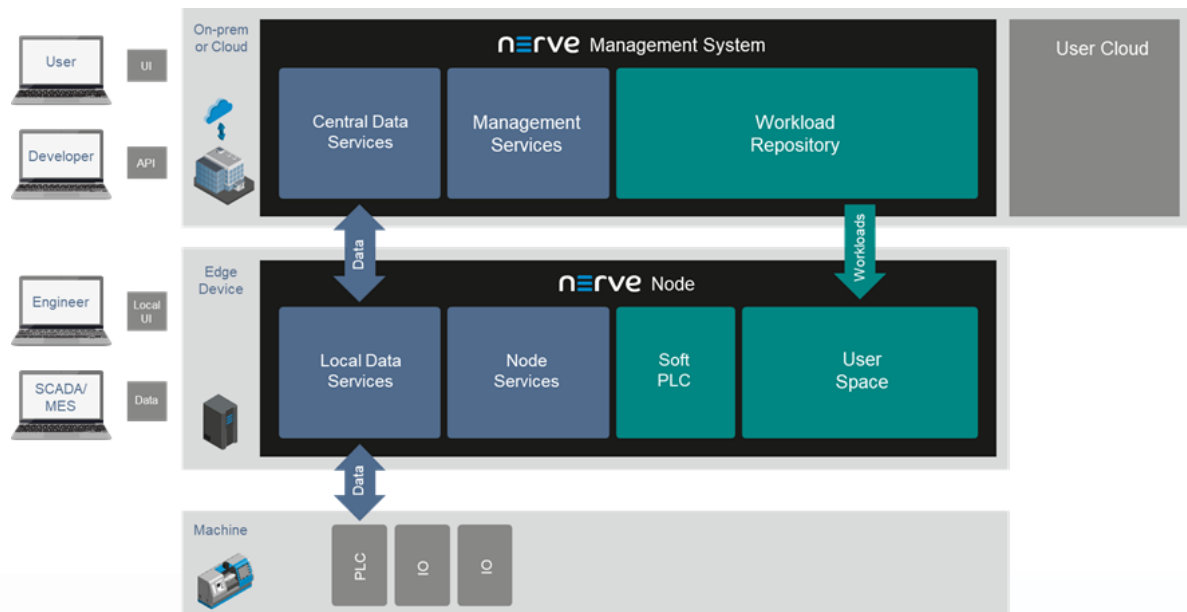 On-prem
or Cloud
nerve Management System
User Cloud
User
UI
Central Data
Services
Management
Services
Workload
Repository
Developer
API
Data
Workloads
Edge
Device
nerve Node
Engineer
Local
UI
Local Data
Services
Node
Services
Soft
PLC
User
Space
SCADA/
MES
Data
Data
Machine
PLC
IO
IO